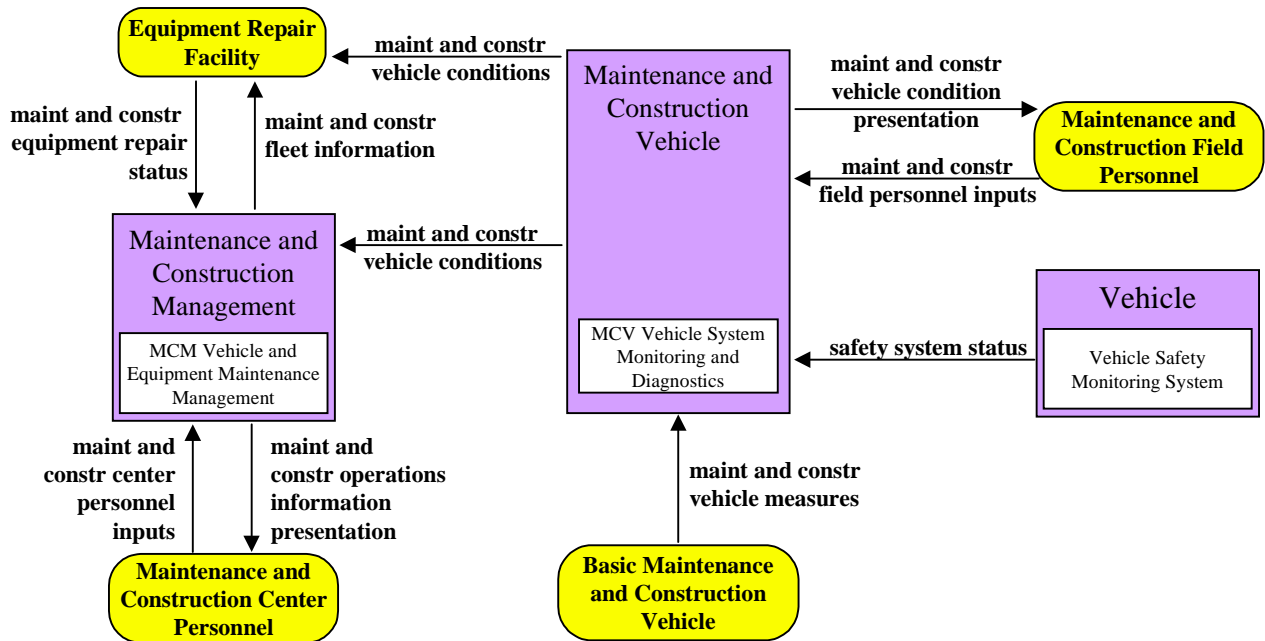 Equipment Repair
Facility
maint and constr
vehicle conditions
Maintenance and
Construction
Vehicle
maint and constr
vehicle condition
presentation
Maintenance and
Construction Field
Personnel
maint and constr
equipment repair
status
maint and constr
fleet information
maint and constr
field personnel inputs
Maintenance and
Construction
Management
maint and constr
vehicle conditions
Vehicle
MCM Vehicle and
Equipment Maintenance
Management
MCV Vehicle System
Monitoring and
Diagnostics
safety system status
Vehicle Safety
Monitoring System
maint and
constr center
personnel
inputs
maint and
constr operations
information
presentation
maint and constr
vehicle measures
Maintenance and
Construction Center
Personnel
Basic Maintenance
and Construction
Vehicle